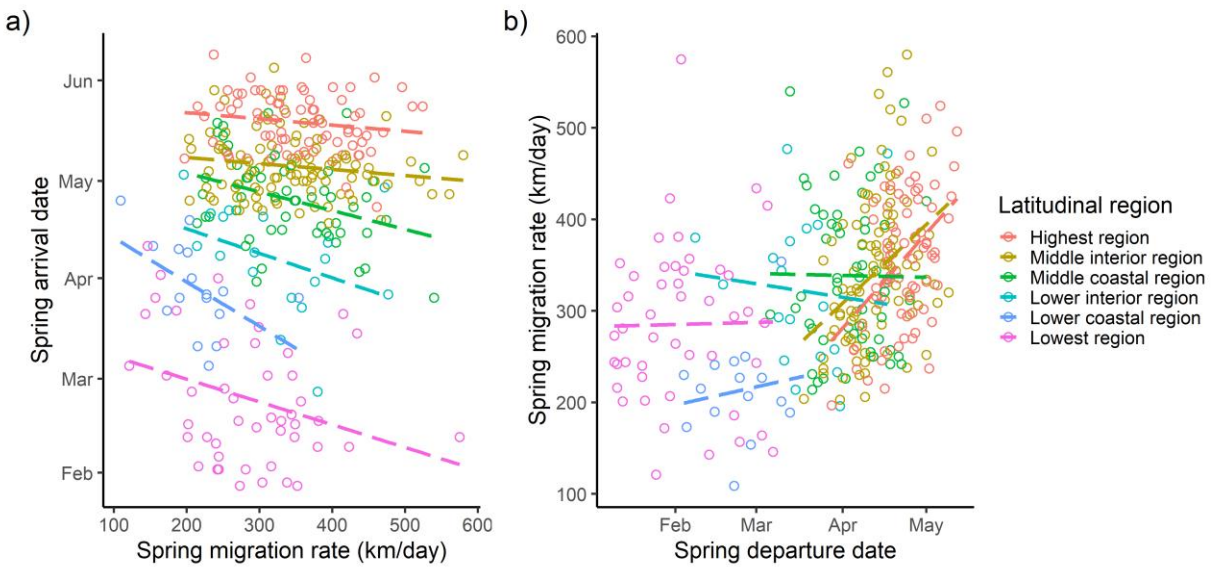 a)
Spring arrival date
Jun
May
Apr
Mar
Feb
100 200 300 400 500 600
Spring migration rate (km/day)
b)
Spring migration rate (km/day)
600
500
400
300
200
100
Feb Mar Apr May
Spring departure date
Latitudinal region
Highest region
Middle interior region
Middle coastal region
Lower interior region
Lower coastal region
Lowest region